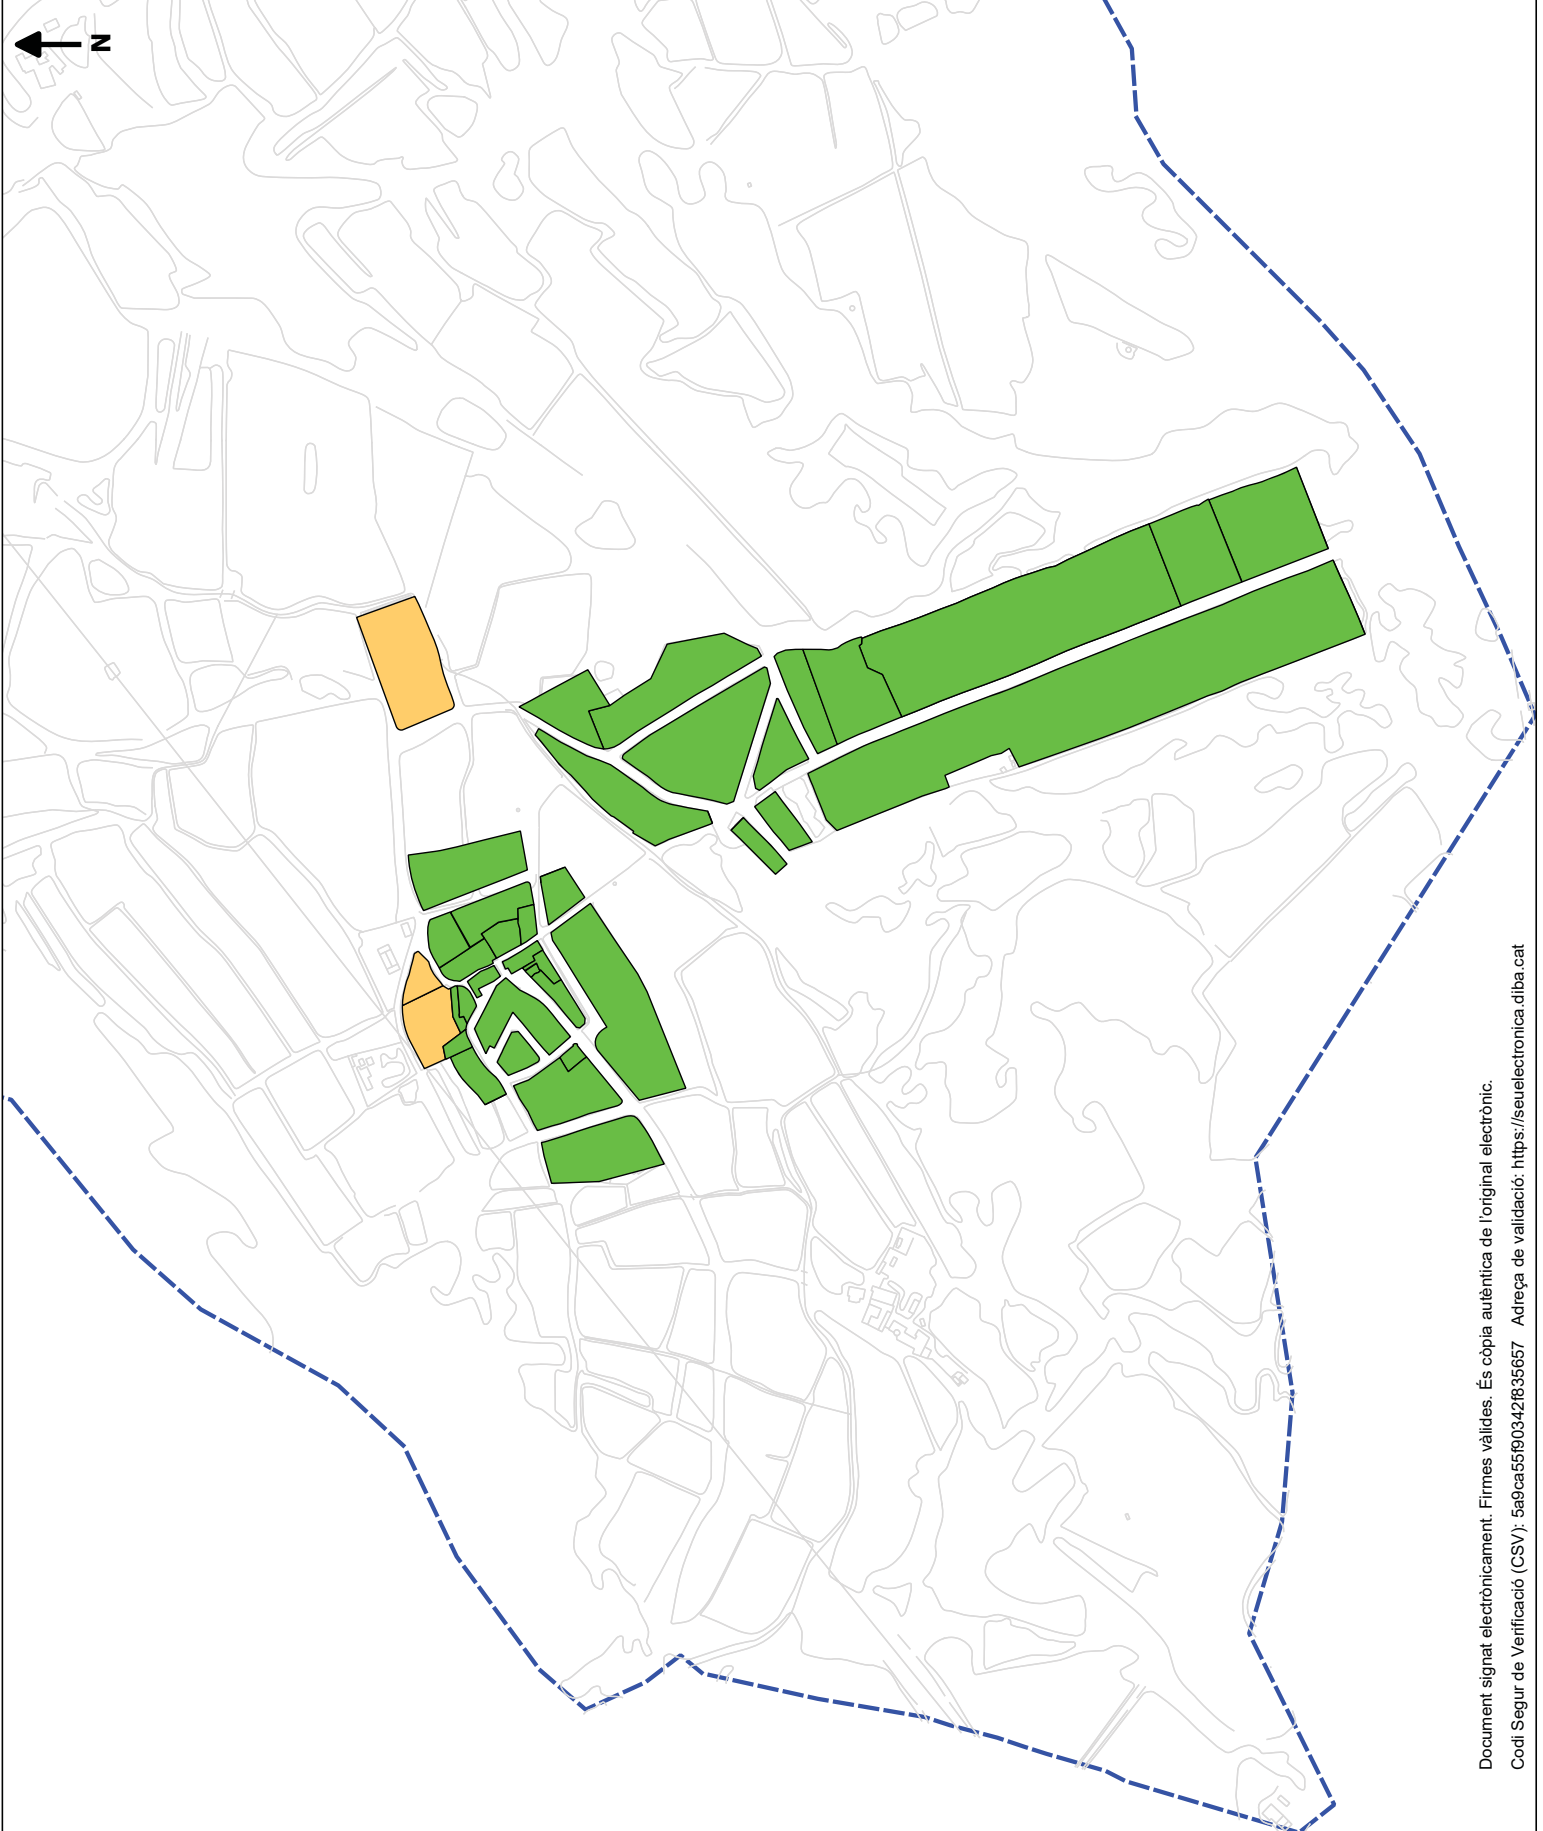 N
Document signat electrònicament. Firmes vàlides. És còpia autèntica de l'original electrònic.
Codi Segur de Verificació (CSV): 5a9ca55f90342f835657 Adreça de validació: https://seuelectronica.diba.cat